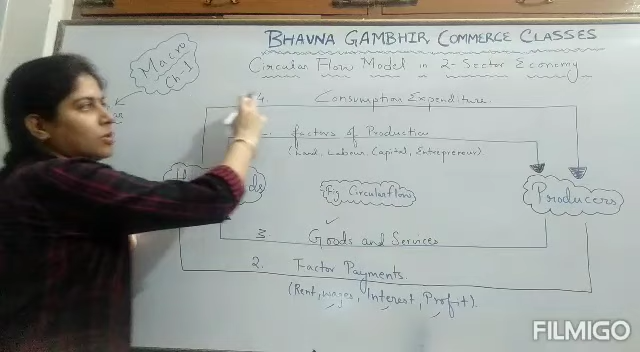 BHAVNA GAMBHIR COMMERCE CLASSES
Circular Flow Model in 2-Sector Economy
Macro
Ch-1
4. Consumption Expenditure.
factors of Production
(Land, Labour, Capital, Entrepreneur)
Fig. Circular flow
Producers
3. Goods and Services
2. Factor Payments.
(Rent, wages, Interest, Profit).
FILMIGO